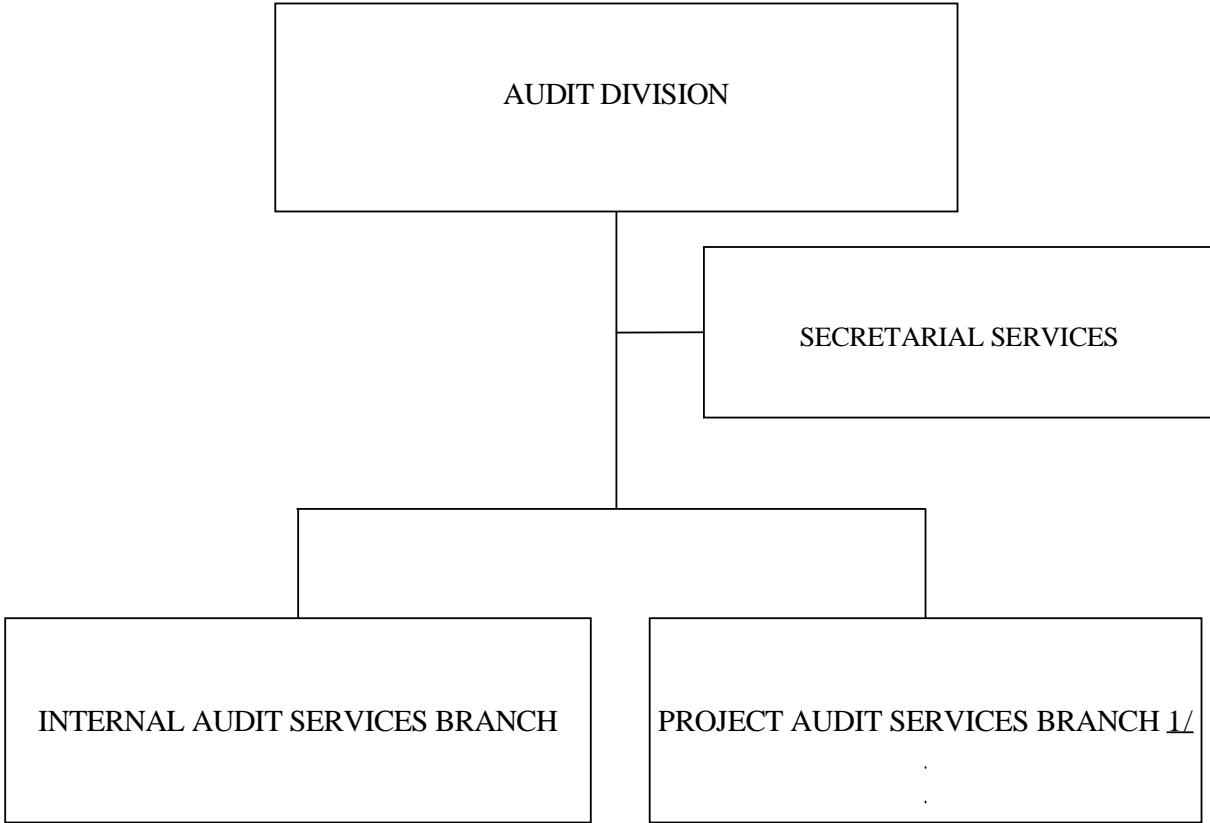 AUDIT DIVISION
SECRETARIAL SERVICES
INTERNAL AUDIT SERVICES BRANCH
PROJECT AUDIT SERVICES BRANCH 1/